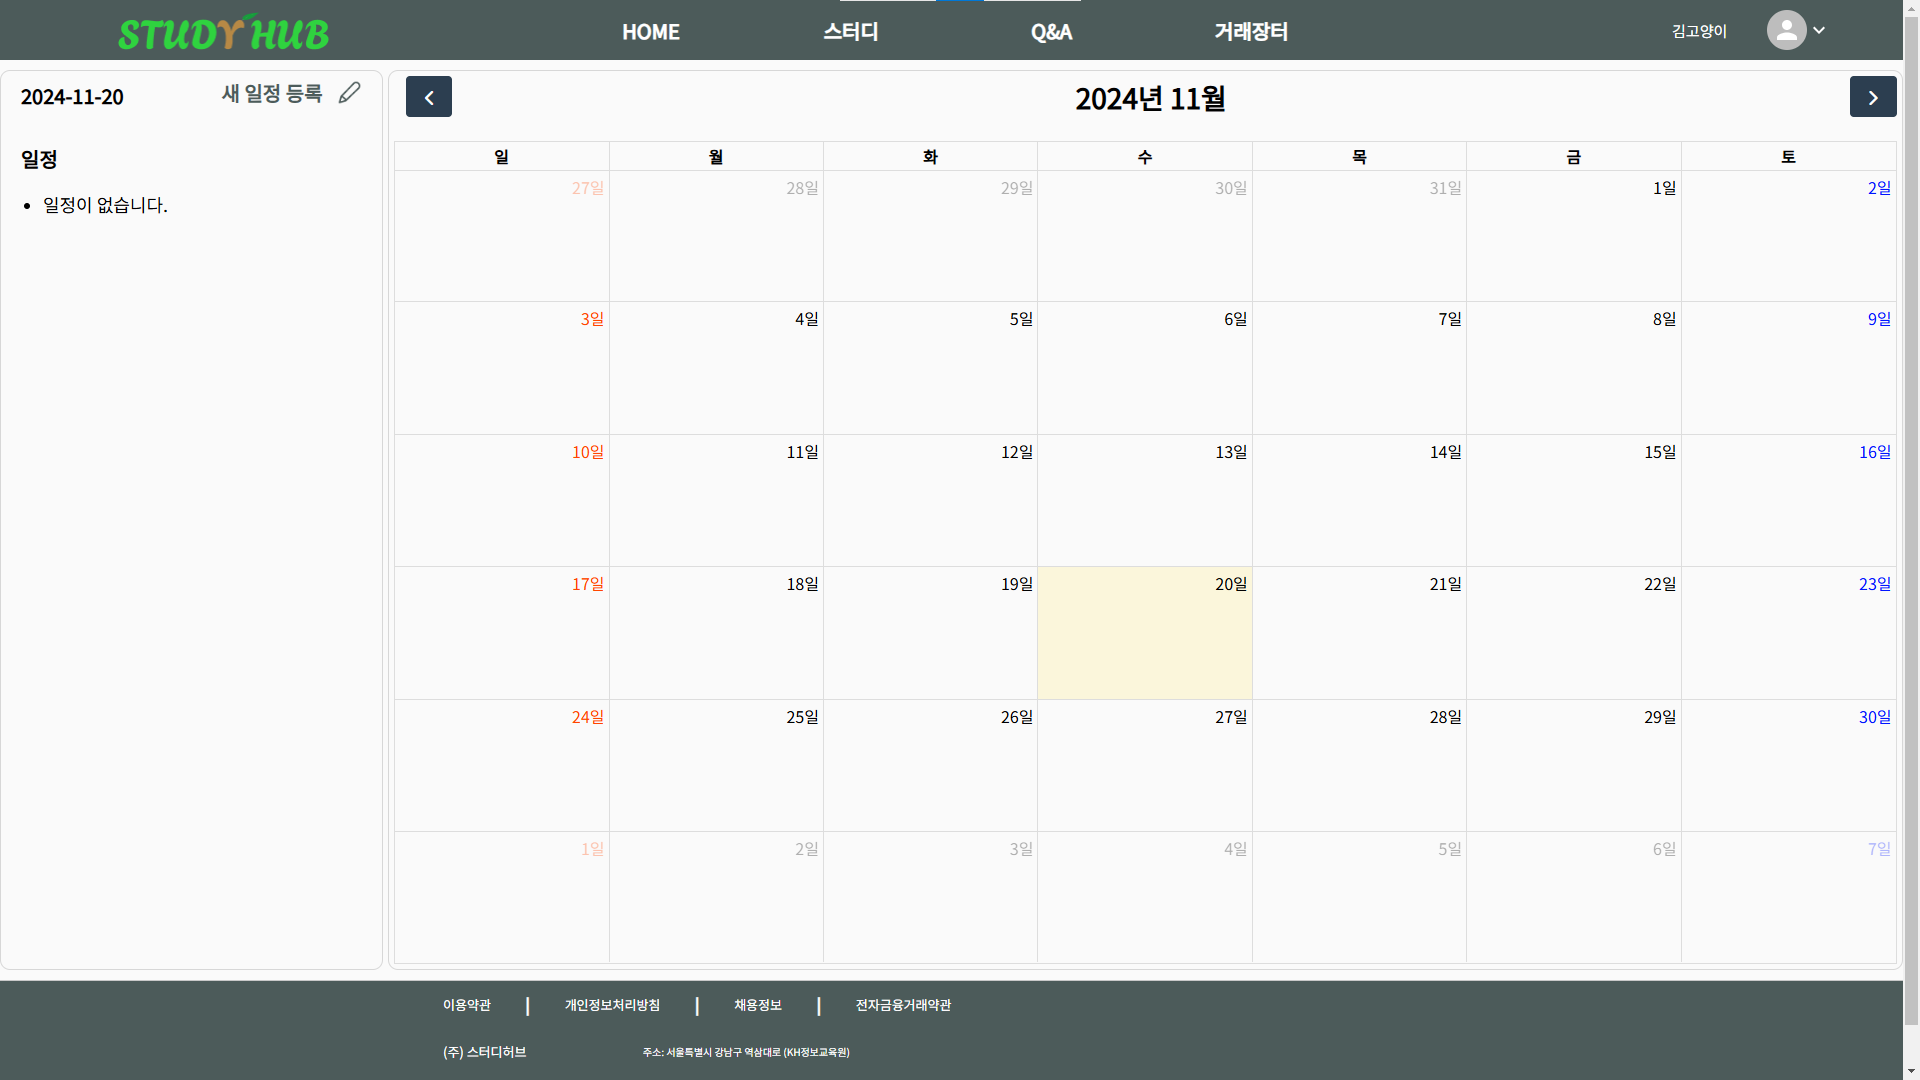 STUDY HUB
HOME 스터디 Q&A 거래장터 김고양이
2024-11-20 새 일정 등록
일정
• 일정이 없습니다.
2024년 11월
일 월 화 수 목 금 토
27일 28일 29일 30일 31일 1일 2일
3일 4일 5일 6일 7일 8일 9일
10일 11일 12일 13일 14일 15일 16일
17일 18일 19일 20일 21일 22일 23일
24일 25일 26일 27일 28일 29일 30일
1일 2일 3일 4일 5일 6일 7일
이용약관 | 개인정보처리방침 | 채용정보 | 전자금융거래약관
(주) 스터디허브 주소: 서울특별시 강남구 역삼대로 (KH정보교육원)